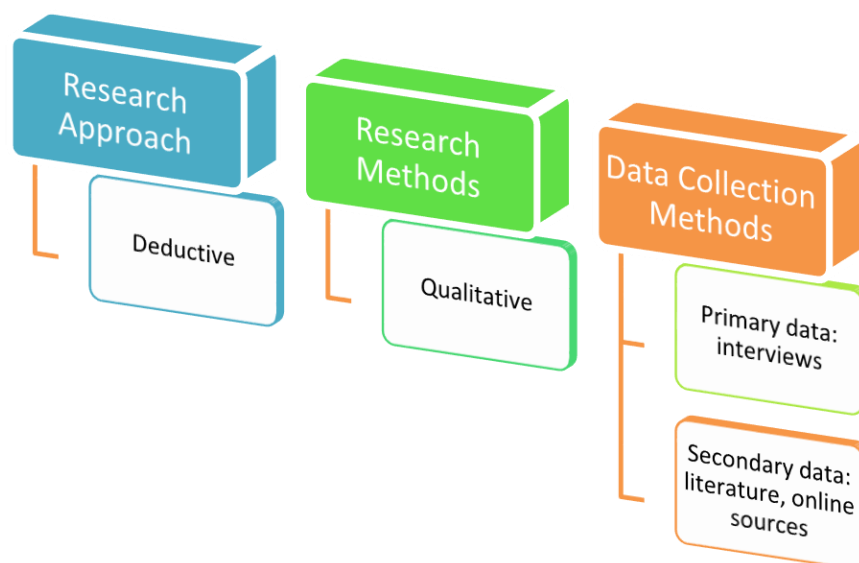 Research
Approach
Deductive
Research
Methods
Qualitative
Data Collection
Methods
Primary data:
interviews
Secondary data:
literature, online
sources